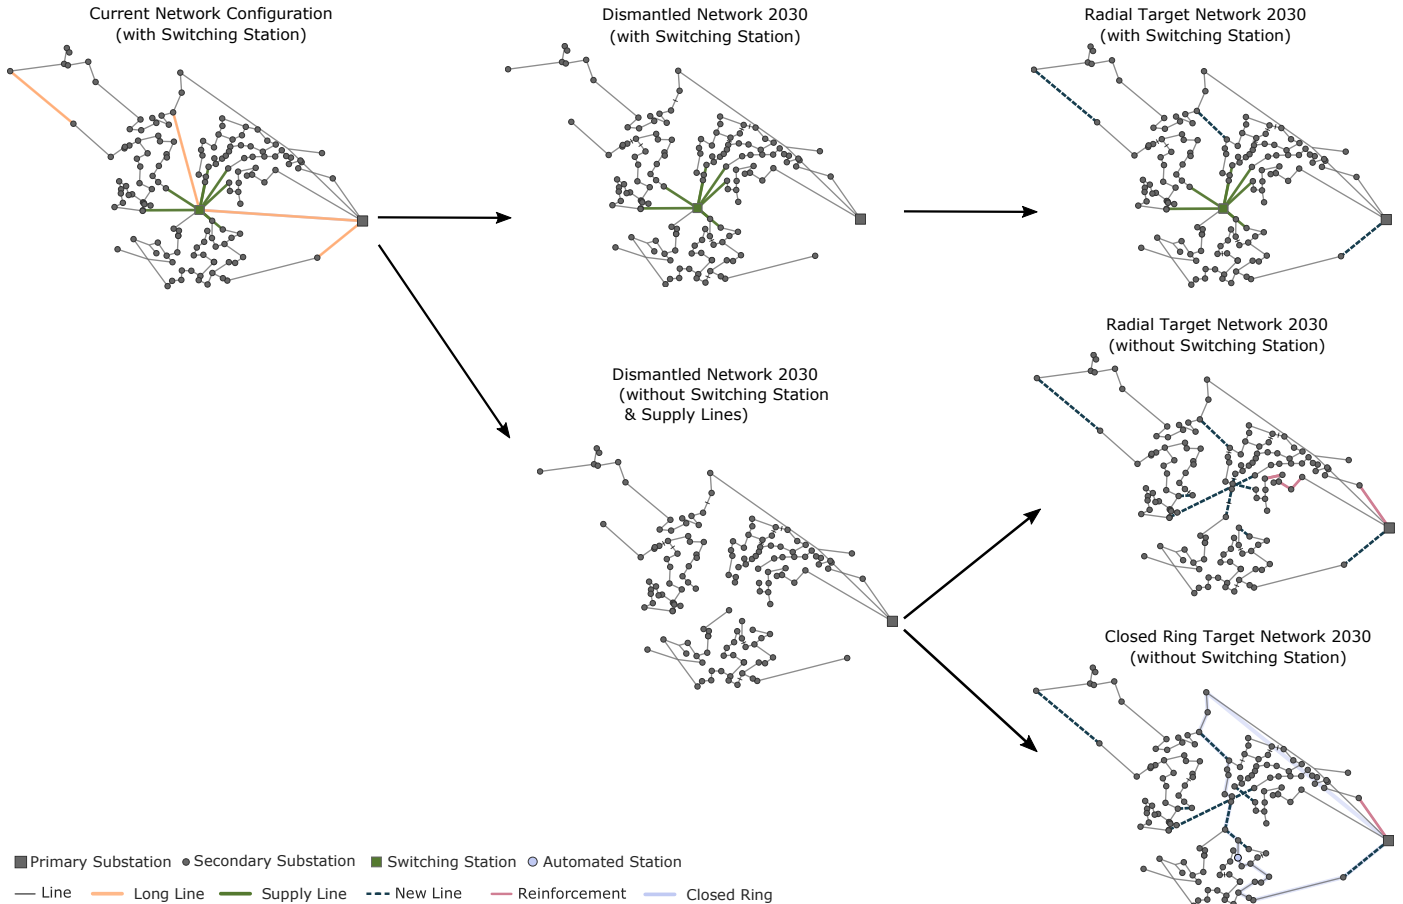 Current Network Configuration
(with Switching Station)
Dismantled Network 2030
(with Switching Station)
Radial Target Network 2030
(with Switching Station)
Radial Target Network 2030
(without Switching Station)
Dismantled Network 2030
(without Switching Station
& Supply Lines)
Closed Ring Target Network 2030
(without Switching Station)
Primary Substation Secondary Substation Switching Station Automated Station
Line Long Line Supply Line New Line Reinforcement Closed Ring